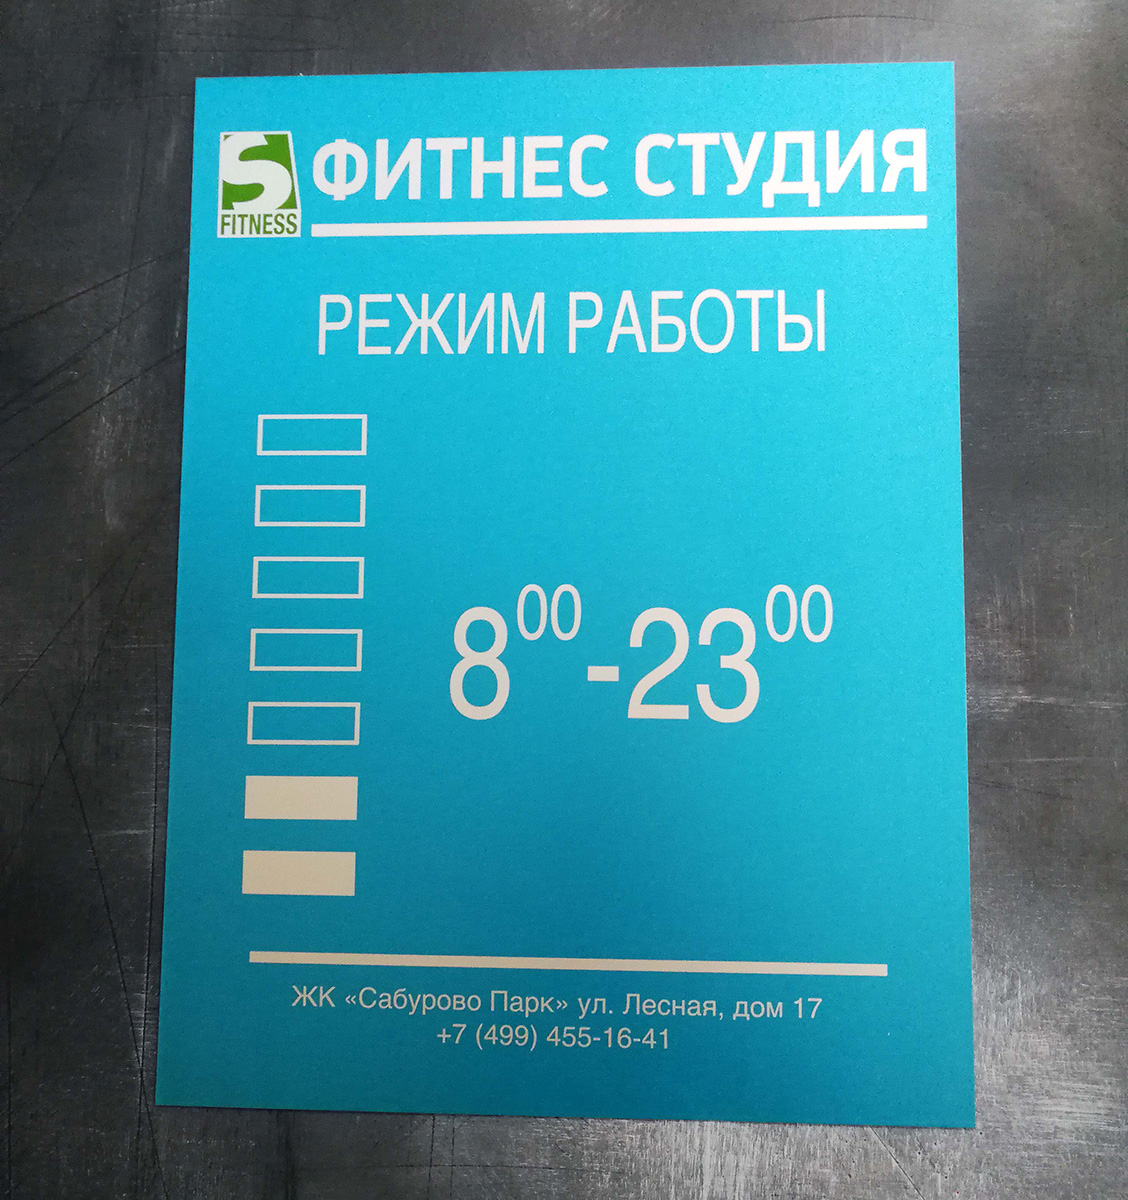 S
FITNESS
ФИТНЕС СТУДИЯ
РЕЖИМ РАБОТЫ
8⁰⁰-23⁰⁰
ЖК «Сабурово Парк» ул. Лесная, дом 17
+7 (499) 455-16-41